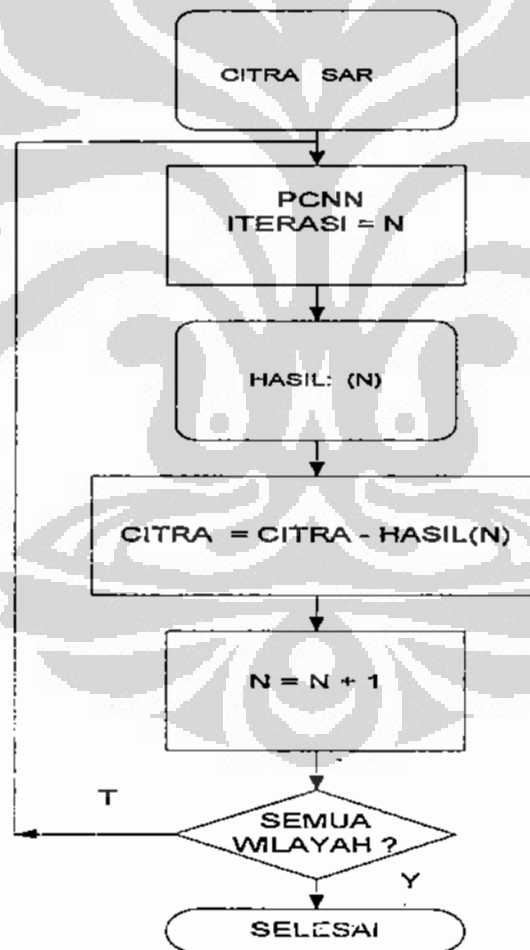 CITRA SAR
PCNN
ITERASI = N
HASIL: (N)
CITRA = CITRA - HASIL(N)
N = N + 1
T
SEMUA
WILAYAH ?
Y
SELESAI